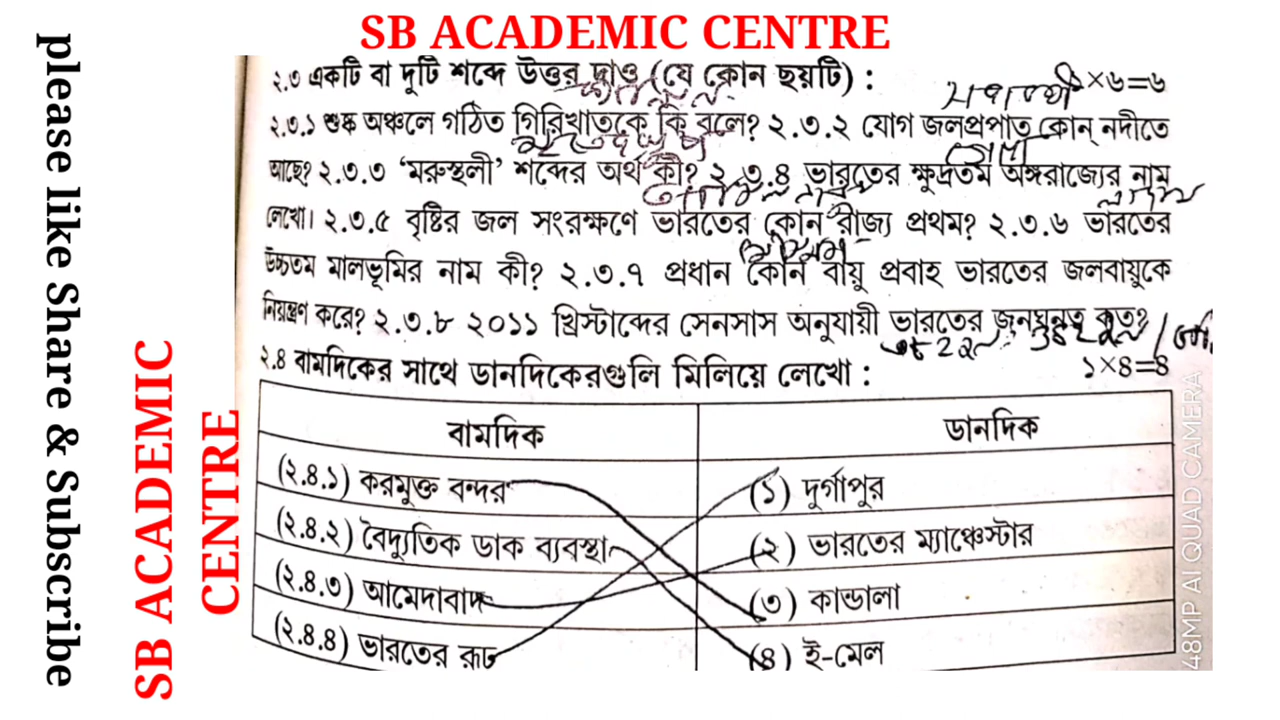 SB ACADEMIC CENTRE
please like Share & Subscribe
SB ACADEMIC
CENTRE
২.৩ একটি বা দুটি শব্দে উত্তর দাও (যে কোন ছয়টি) : ১×৬=৬
২.৩.১ শুষ্ক অঞ্চলে গঠিত গিরিখাতকে কি বলে? ২.৩.২ যোগ জলপ্রপাত কোন্ নদীতে
আছে? ২.৩.৩ ‘মরুস্থলী’ শব্দের অর্থ কী? ২.৩.৪ ভারতের ক্ষুদ্রতম অঙ্গরাজ্যের নাম
লেখো। ২.৩.৫ বৃষ্টির জল সংরক্ষণে ভারতের কোন রাজ্য প্রথম? ২.৩.৬ ভারতের
উচ্চতম মালভূমির নাম কী? ২.৩.৭ প্রধান কোন বায়ু প্রবাহ ভারতের জলবায়ুকে
নিয়ন্ত্রণ করে? ২.৩.৮ ২০১১ খ্রিস্টাব্দের সেনসাস অনুযায়ী ভারতের জনঘনত্ব কত?
২.৪ বামদিকের সাথে ডানদিকেরগুলি মিলিয়ে লেখো : ১×৪=৪
বামদিক ডানদিক
(২.৪.১) করমুক্ত বন্দর (১) দুর্গাপুর
(২.৪.২) বৈদ্যুতিক ডাক ব্যবস্থা (২) ভারতের ম্যাঞ্চেস্টার
(২.৪.৩) আমেদাবাদ (৩) কান্ডালা
(২.৪.৪) ভারতের রূঢ় (৪) ই-মেল
48MP AI QUAD CAMERA